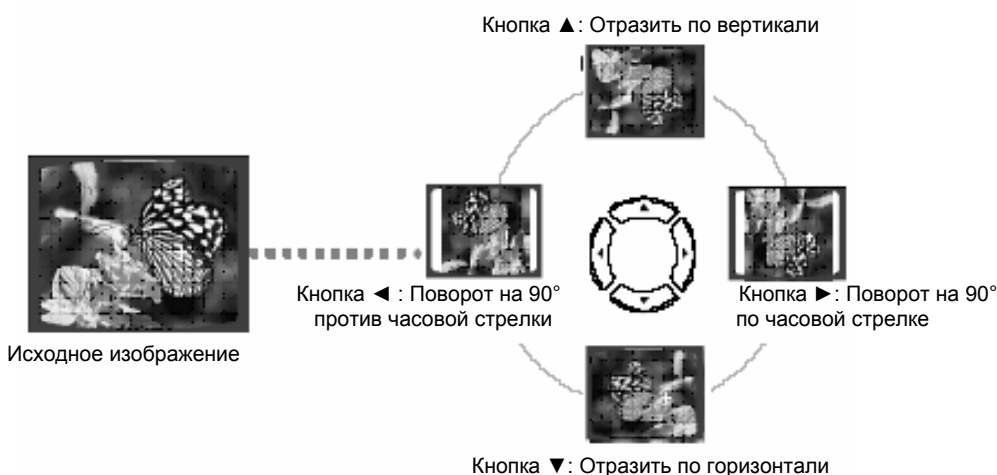 Кнопка ▲: Отразить по вертикали
Кнопка ◄ : Поворот на 90°
против часовой стрелки
Кнопка ►: Поворот на 90°
по часовой стрелке
Исходное изображение
Кнопка ▼: Отразить по горизонтали